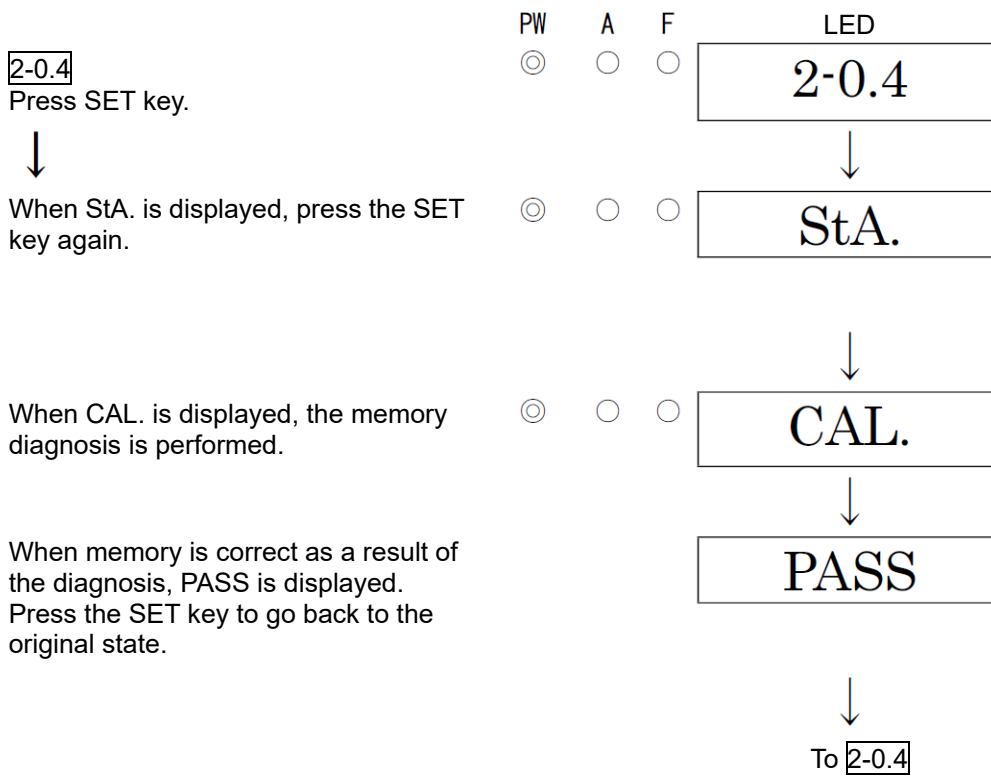 PW A F LED
2-0.4
2-0.4
Press SET key.
When StA. is displayed, press the SET
key again.
StA.
When CAL. is displayed, the memory
diagnosis is performed.
CAL.
When memory is correct as a result of
the diagnosis, PASS is displayed.
Press the SET key to go back to the
original state.
PASS
To 2-0.4